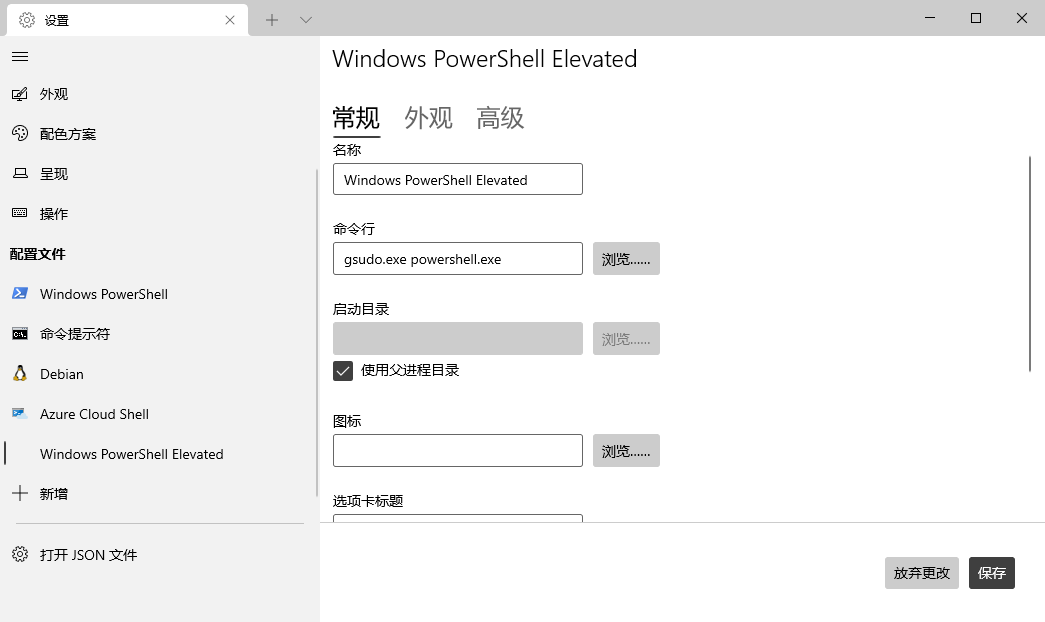 设置
外观
配色方案
呈现
操作
配置文件
Windows PowerShell
命令提示符
Debian
Azure Cloud Shell
Windows PowerShell Elevated
新增
打开 JSON 文件
Windows PowerShell Elevated
常规 外观 高级
名称
Windows PowerShell Elevated
命令行
gsudo.exe powershell.exe 浏览......
启动目录
浏览......
使用父进程目录
图标
浏览......
选项卡标题
放弃更改 保存